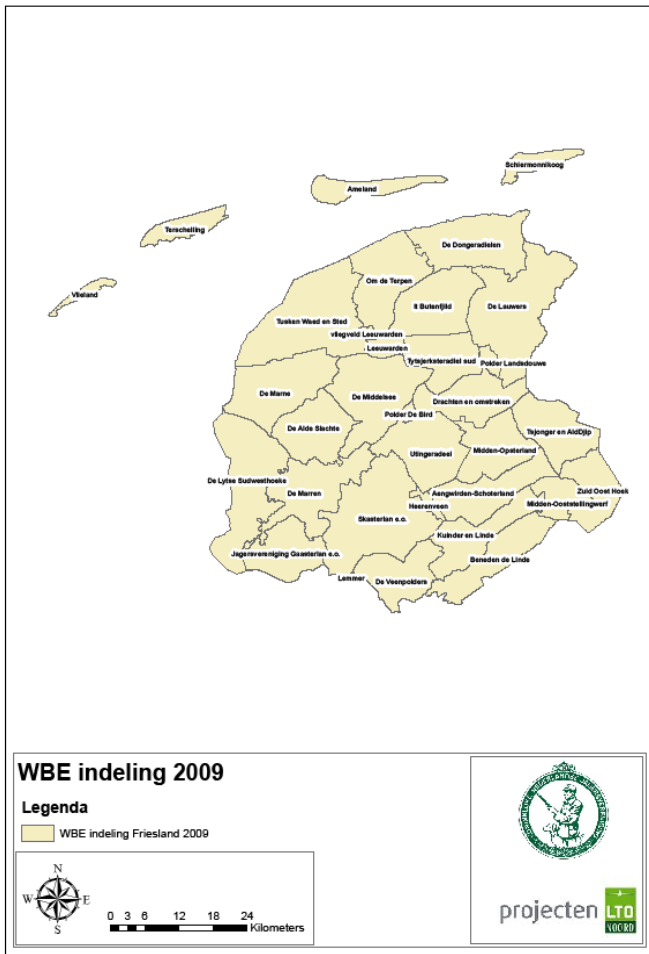 Schiermonnikoog
Ameland
Terschelling
De Dongeradielen
Om de Terpen
Vlieland
It Butenfjild
De Lauwers
Tusken Waed en Sted
vliegveld Leeuwarden
Leeuwarden
Tytsjerksteradiel sud
Polder Landsdouwe
De Marne
De Middelsee
Drachten en omstreken
Polder De Bird
De Alde Slachte
Tsjonger en AldDjip
Utingeradeel
Midden-Opsterland
De Lytse Sudwesthoeke
De Marren
Zuid Oost Hoek
Aengwirden-Schoterland
Heerenveen
Midden-Ooststellingwerf
Skasterlan e.o.
Kuinder en Linde
Jagersvereniging Gaasterlan e.o.
Beneden de Linde
Lemmer
De Veenpolders
WBE indeling 2009
Legenda
WBE indeling Friesland 2009
N
W E
S
0 3 6 12 18 24
Kilometers
projecten LTO
NOORD